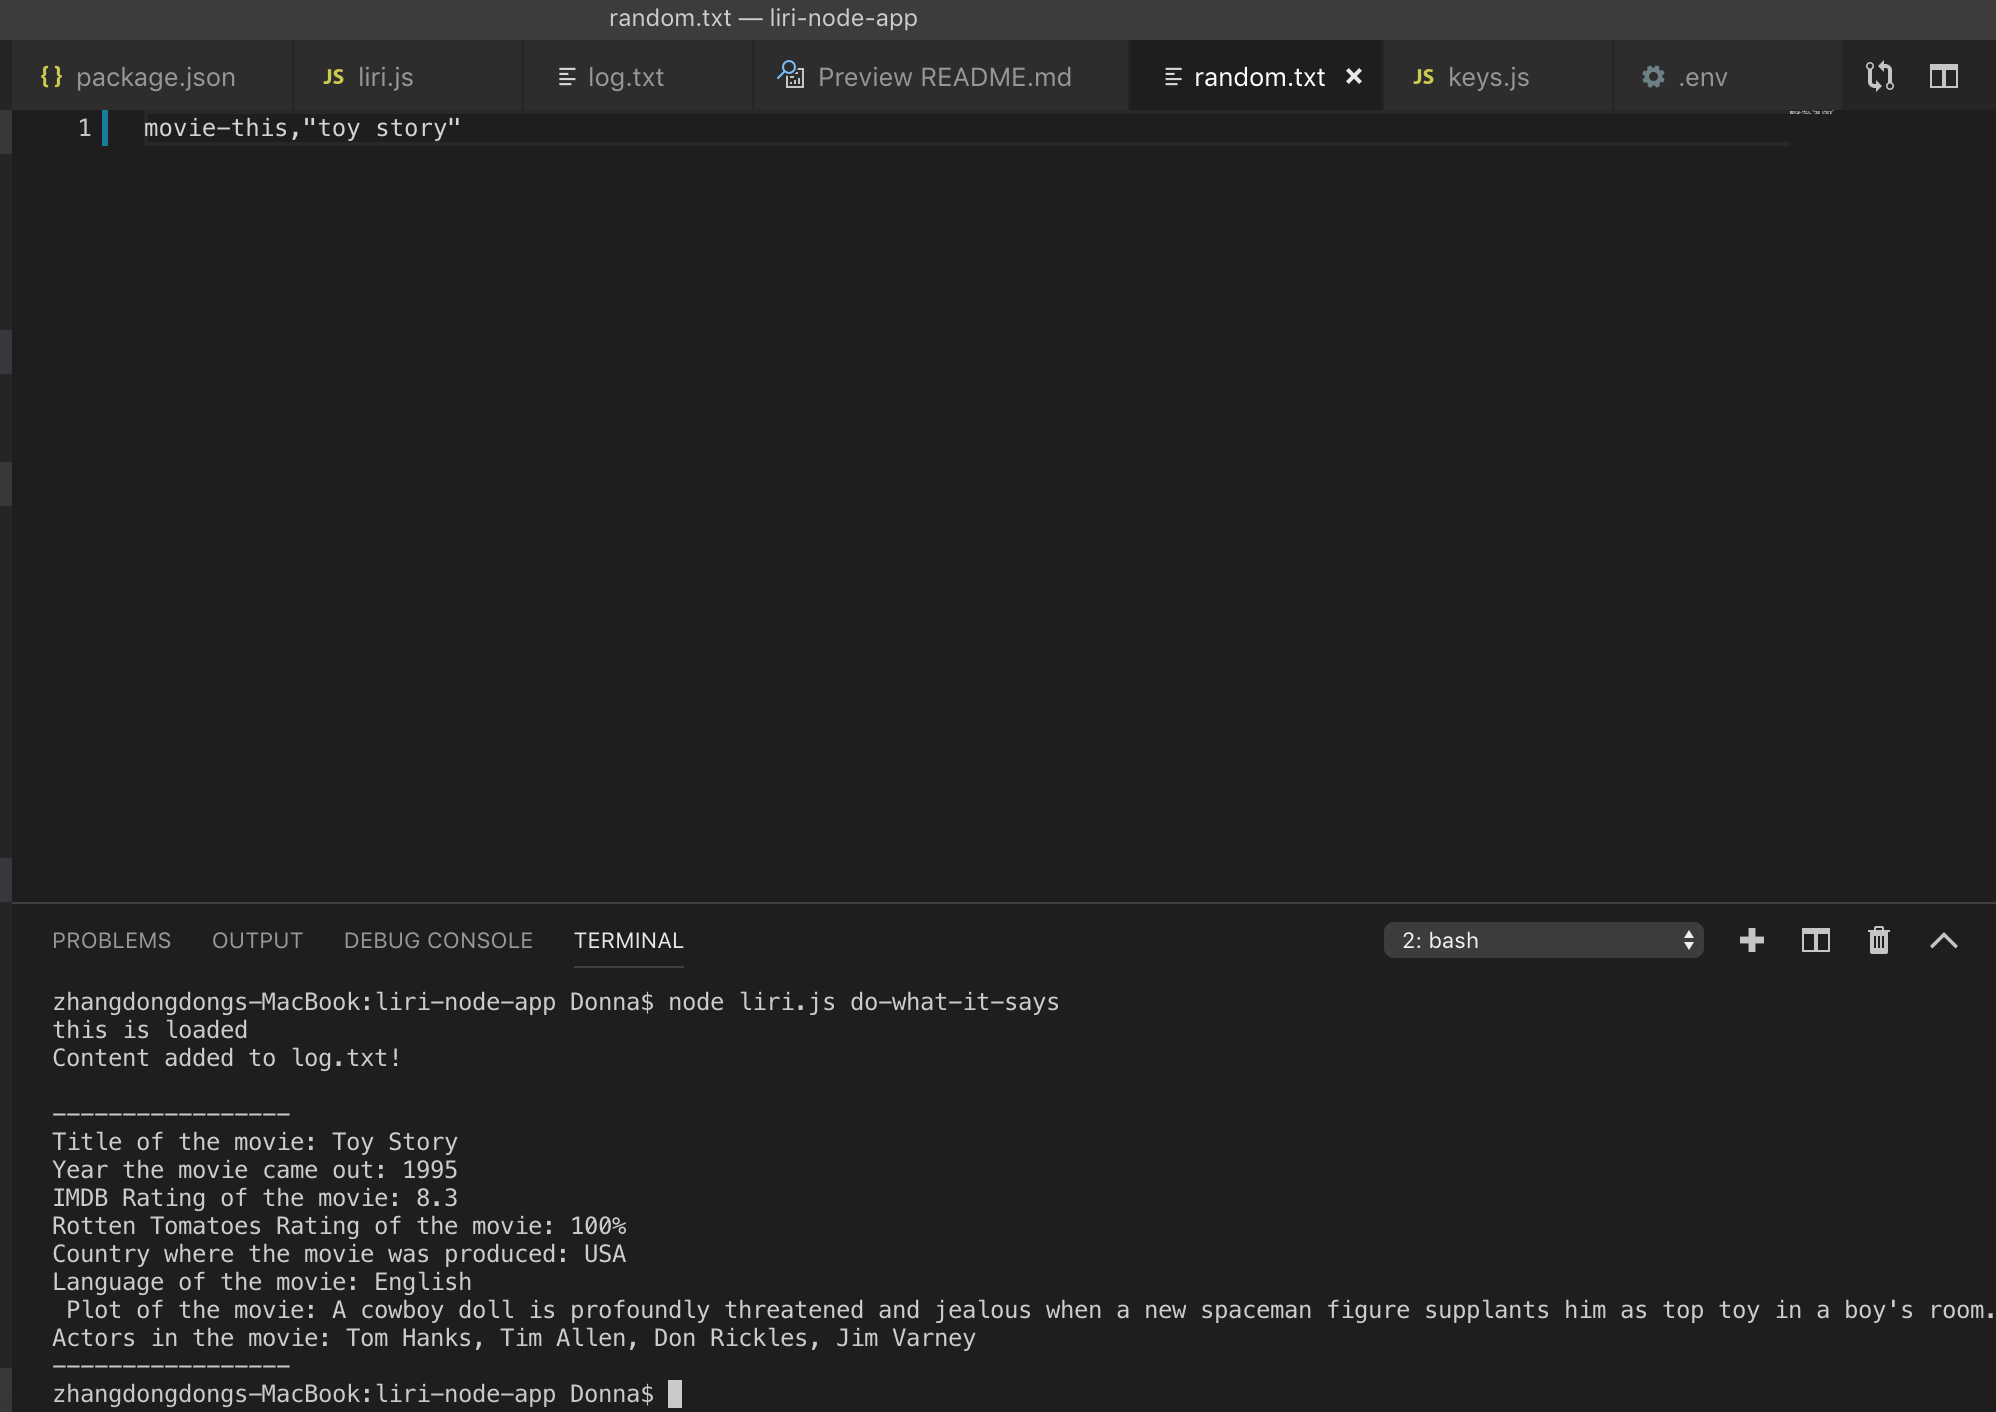 random.txt — liri-node-app
{} package.json JS liri.js log.txt Preview README.md random.txt × JS keys.js .env
1 movie-this,"toy story"
PROBLEMS OUTPUT DEBUG CONSOLE TERMINAL 2: bash
zhangdongdongs-MacBook:liri-node-app Donna$ node liri.js do-what-it-says
this is loaded
Content added to log.txt!
-----------------
Title of the movie: Toy Story
Year the movie came out: 1995
IMDB Rating of the movie: 8.3
Rotten Tomatoes Rating of the movie: 100%
Country where the movie was produced: USA
Language of the movie: English
Plot of the movie: A cowboy doll is profoundly threatened and jealous when a new spaceman figure supplants him as top toy in a boy's room.
Actors in the movie: Tom Hanks, Tim Allen, Don Rickles, Jim Varney
-----------------
zhangdongdongs-MacBook:liri-node-app Donna$